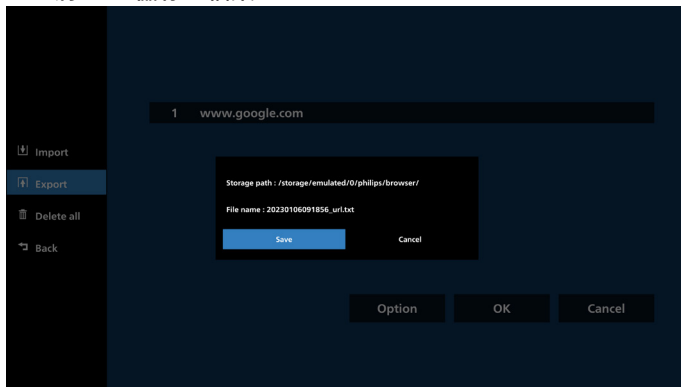 1 www.google.com
Import
Export
Delete all
Back
Storage path : /storage/emulated/0/philips/browser/
File name : 20230106091856_url.txt
Save Cancel
Option OK Cancel